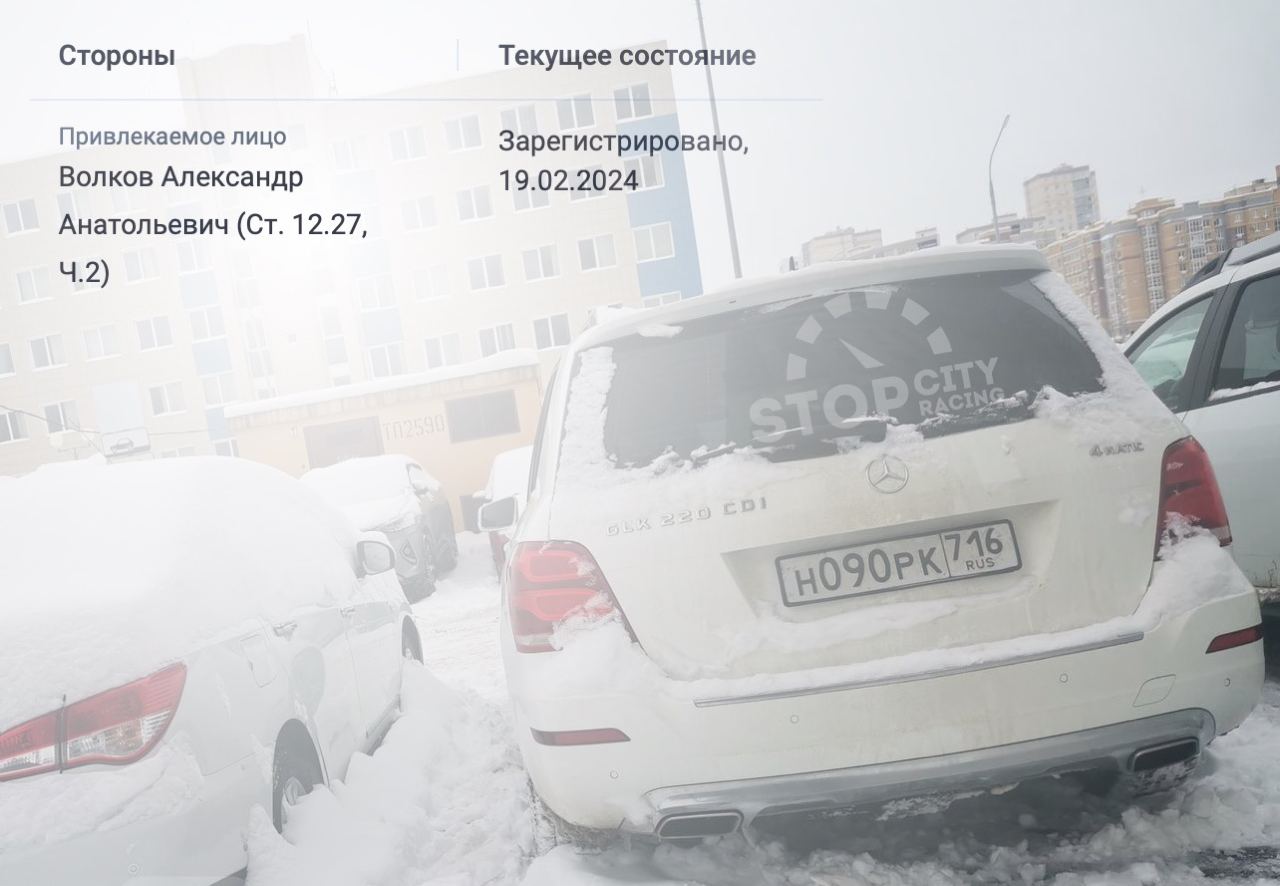 Стороны
Текущее состояние
Привлекаемое лицо
Волков Александр
Анатольевич (Ст. 12.27,
Ч.2)
Зарегистрировано,
19.02.2024
STOP CITY
RACING
ТП2590
4MATIC
GLK 220 CDI
Н090РК 716
RUS